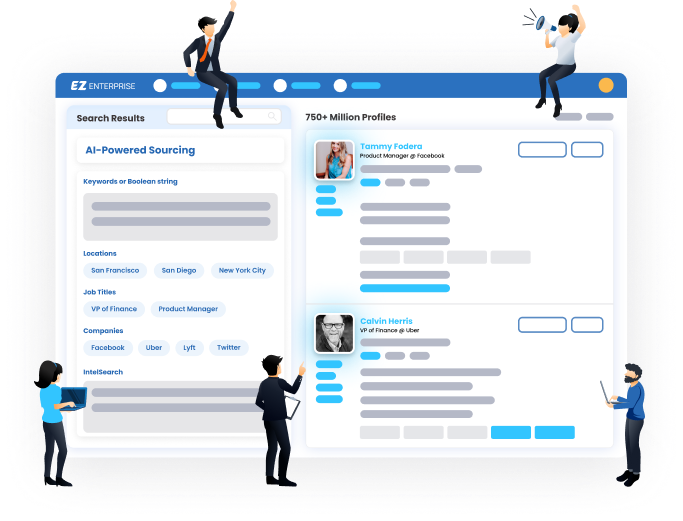 EZ ENTERPRISE
Search Results
AI-Powered Sourcing
Keywords or Boolean string
Locations
San Francisco San Diego New York City
Job Titles
VP of Finance Product Manager
Companies
Facebook Uber Lyft Twitter
IntelSearch
750+ Million Profiles
Tammy Fodera
Product Manager @ Facebook
Calvin Herris
VP of Finance @ Uber